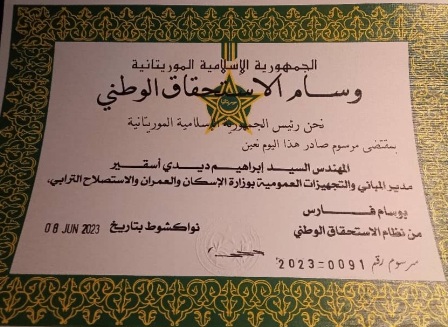 الجمهورية الإسلامية الموريتانية
وسام الاستحقاق الوطني
نحن رئيس الجمهورية الإسلامية الموريتانية
بمقتضى مرسوم صادر هذا اليوم نعين
المهندس السيد إبراهيم ديدي أسقير
مدير المباني والتجهيزات العمومية بوزارة الإسكان والعمران والاستصلاح الترابي،
بوسام فارس
من نظام الاستحقاق الوطني
نواكشوط بتاريخ 08 JUN 2023
مرسوم رقم 0091-2023